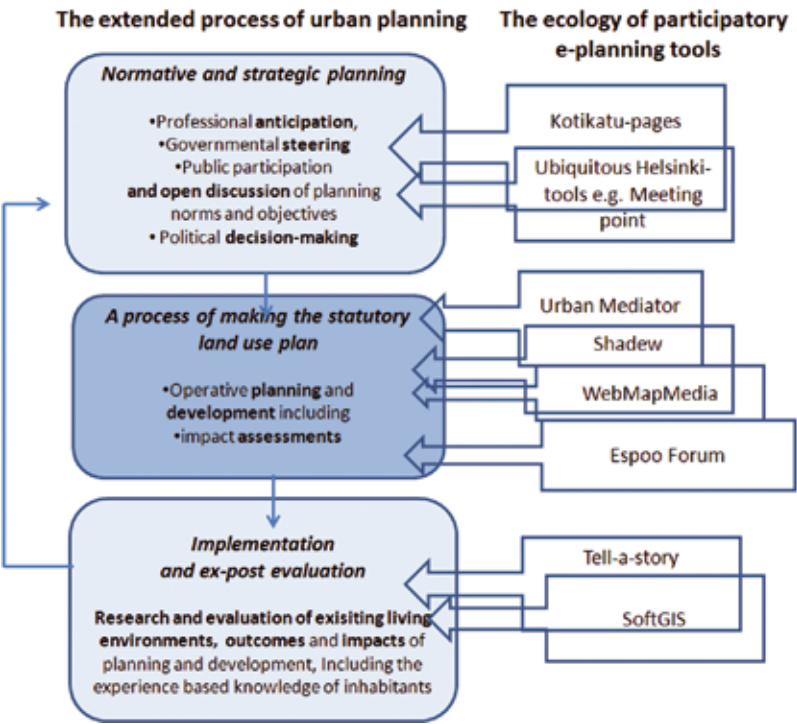 The extended process of urban planning
The ecology of participatory
e-planning tools
Normative and strategic planning
•Professional anticipation,
•Governmental steering
•Public participation
and open discussion of planning
norms and objectives
• Political decision-making
Kotikatu-pages
Ubiquitous Helsinki-
tools e.g. Meeting
point
A process of making the statutory
land use plan
•Operative planning and
development including
•impact assessments
Urban Mediator
Shadew
WebMapMedia
Espoo Forum
Implementation
and ex-post evaluation
Research and evaluation of exisiting living
environments, outcomes and impacts of
planning and development, Including the
experience based knowledge of inhabitants
Tell-a-story
SoftGIS